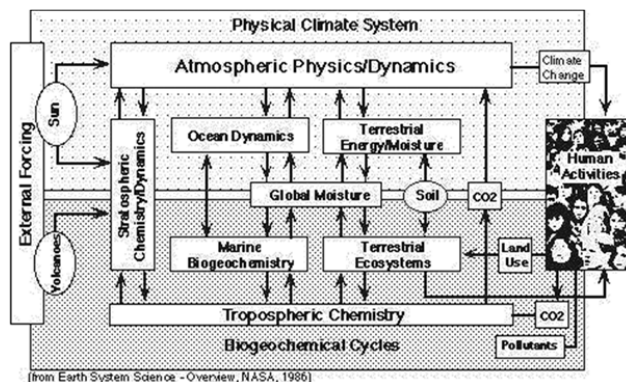 Physical Climate System
Atmospheric Physics/Dynamics
Climate
Change
External Forcing
Sun
Stratospheric
Chemistry/Dynamics
Ocean Dynamics
Terrestrial
Energy/Moisture
Human
Activities
Global Moisture
Soil
CO2
Volcanoes
Marine
Biogeochemistry
Terrestrial
Ecosystems
Land
Use
Tropospheric Chemistry
CO2
Biogeochemical Cycles
Pollutants
[from Earth System Science - Overview, NASA, 1986]